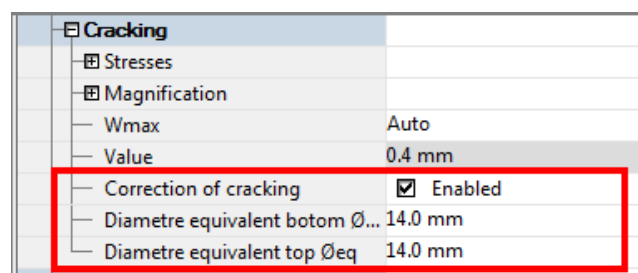 Cracking
Stresses
Magnification
Wmax Auto
Value 0.4 mm
Correction of cracking Enabled
Diametre equivalent botom Ø... 14.0 mm
Diametre equivalent top Øeq 14.0 mm